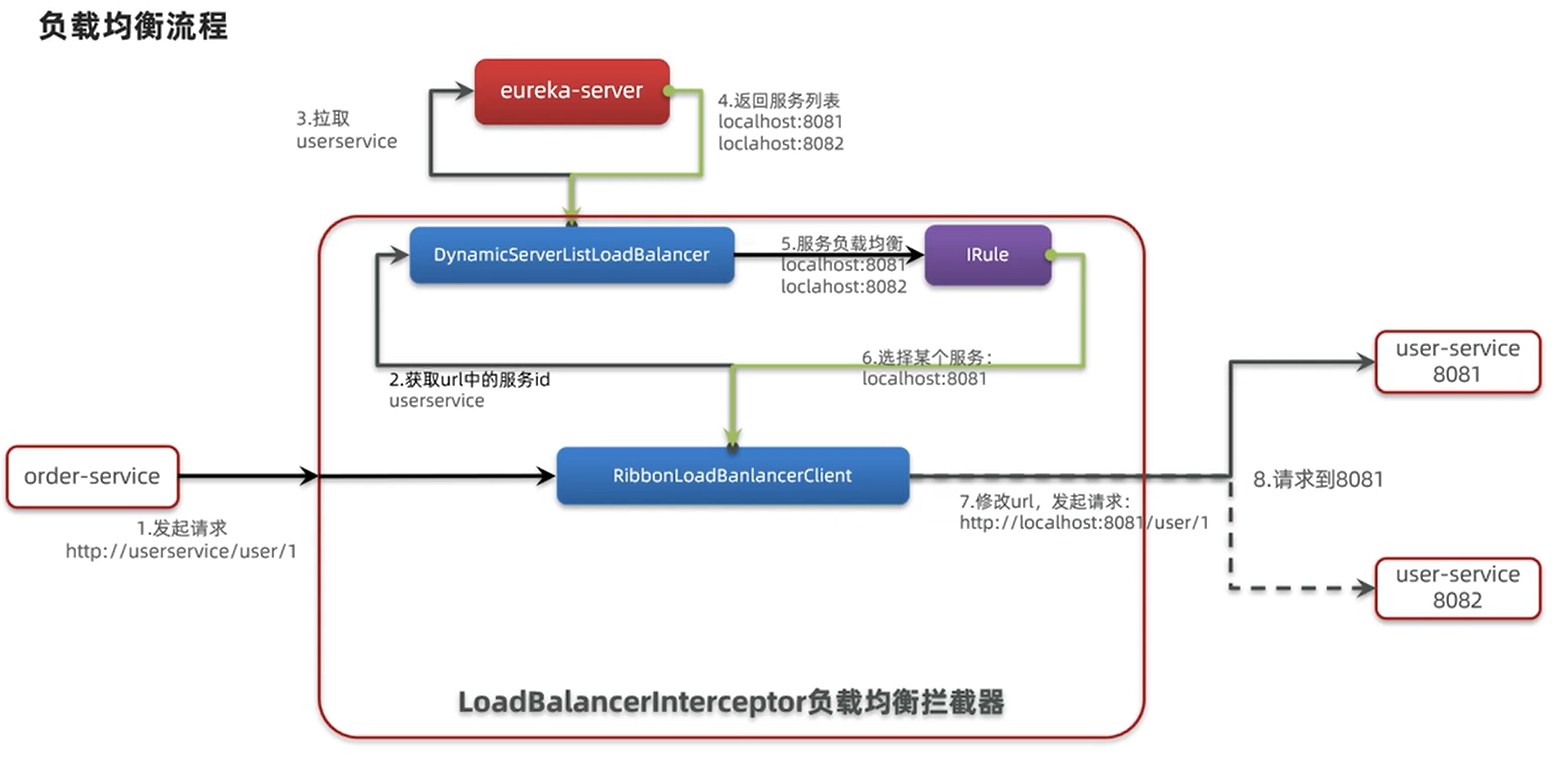 负载均衡流程
eureka-server
3.拉取
userservice
4.返回服务列表
localhost:8081
loclahost:8082
DynamicServerListLoadBalancer
5.服务负载均衡
localhost:8081
loclahost:8082
IRule
2.获取url中的服务id
userservice
6.选择某个服务：
localhost:8081
order-service
1.发起请求
http://userservice/user/1
RibbonLoadBanlancerClient
7.修改url，发起请求：
http://localhost:8081/user/1
user-service
8081
8.请求到8081
user-service
8082
LoadBalancerInterceptor负载均衡拦截器